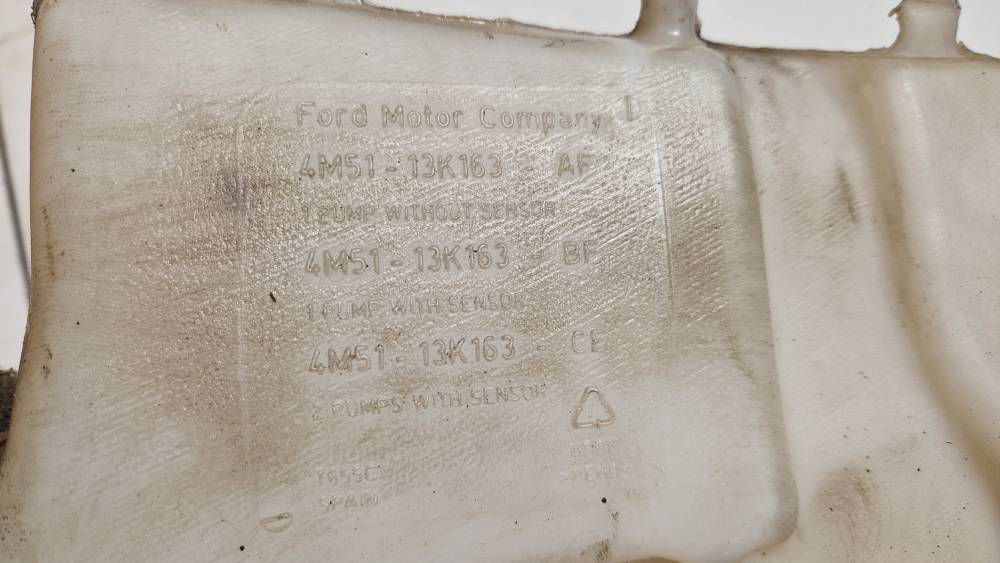 Ford Motor Company
4M51 - 13K163 - AF
1 PUMP WITHOUT SENSOR
4M51 - 13K163 - BF
1 PUMP WITH SENSOR
4M51 - 13K163 - CE
2 PUMPS WITH SENSOR
SPAIN